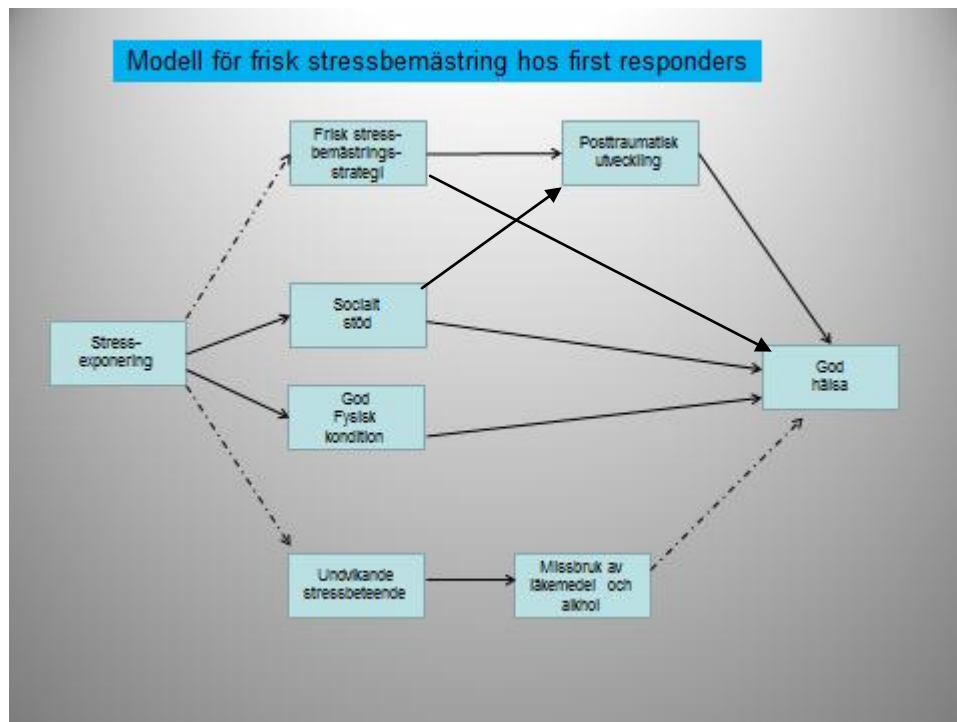 Modell för frisk stressbemästring hos first responders
Frisk stress-
bemästrings-
strategi
Posttraumatisk
utveckling
Socialt
stöd
Stress-
exponering
God
hälsa
God
Fysisk
kondition
Undvikande
stressbeteende
Missbruk av
läkemedel och
alkhol